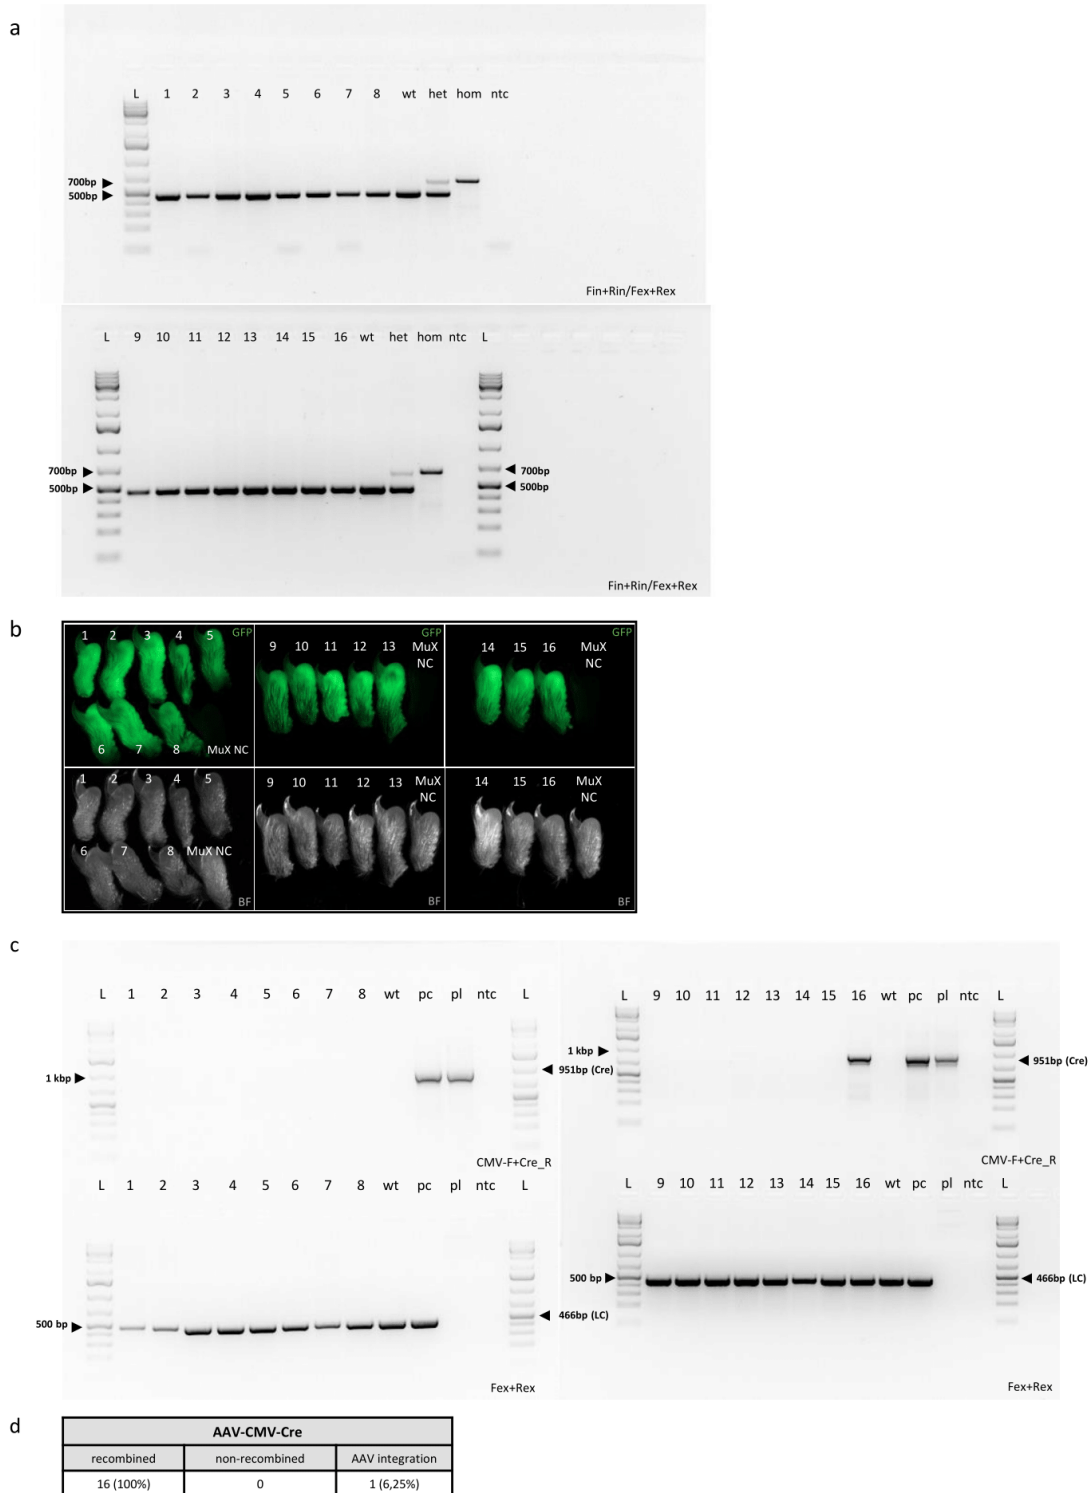 a
L 1 2 3 4 5 6 7 8 wt het hom ntc
700bp
500bp
Fin+Rin/Fex+Rex
L 9 10 11 12 13 14 15 16 wt het hom ntc L
700bp 700bp
500bp 500bp
Fin+Rin/Fex+Rex
b
1 2 3 4 5 GFP
6 7 8 MuX NC
GFP
9 10 11 12 13 MuX
NC
GFP
14 15 16 MuX
NC
1 2 3 4 5
6 7 8 MuX NC
BF
9 10 11 12 13 MuX
NC
BF
14 15 16 MuX
NC
BF
c
L 1 2 3 4 5 6 7 8 wt pc pl ntc L
1 kbp 951bp (Cre)
CMV-F+Cre_R
L 9 10 11 12 13 14 15 16 wt pc pl ntc L
1 kbp 951bp (Cre)
CMV-F+Cre_R
L 1 2 3 4 5 6 7 8 wt pc pl ntc L
500 bp 466bp (LC)
Fex+Rex
L 9 10 11 12 13 14 15 16 wt pc pl ntc L
500 bp 466bp (LC)
Fex+Rex
d
AAV-CMV-Cre
recombined non-recombined AAV integration
16 (100%) 0 1 (6,25%)